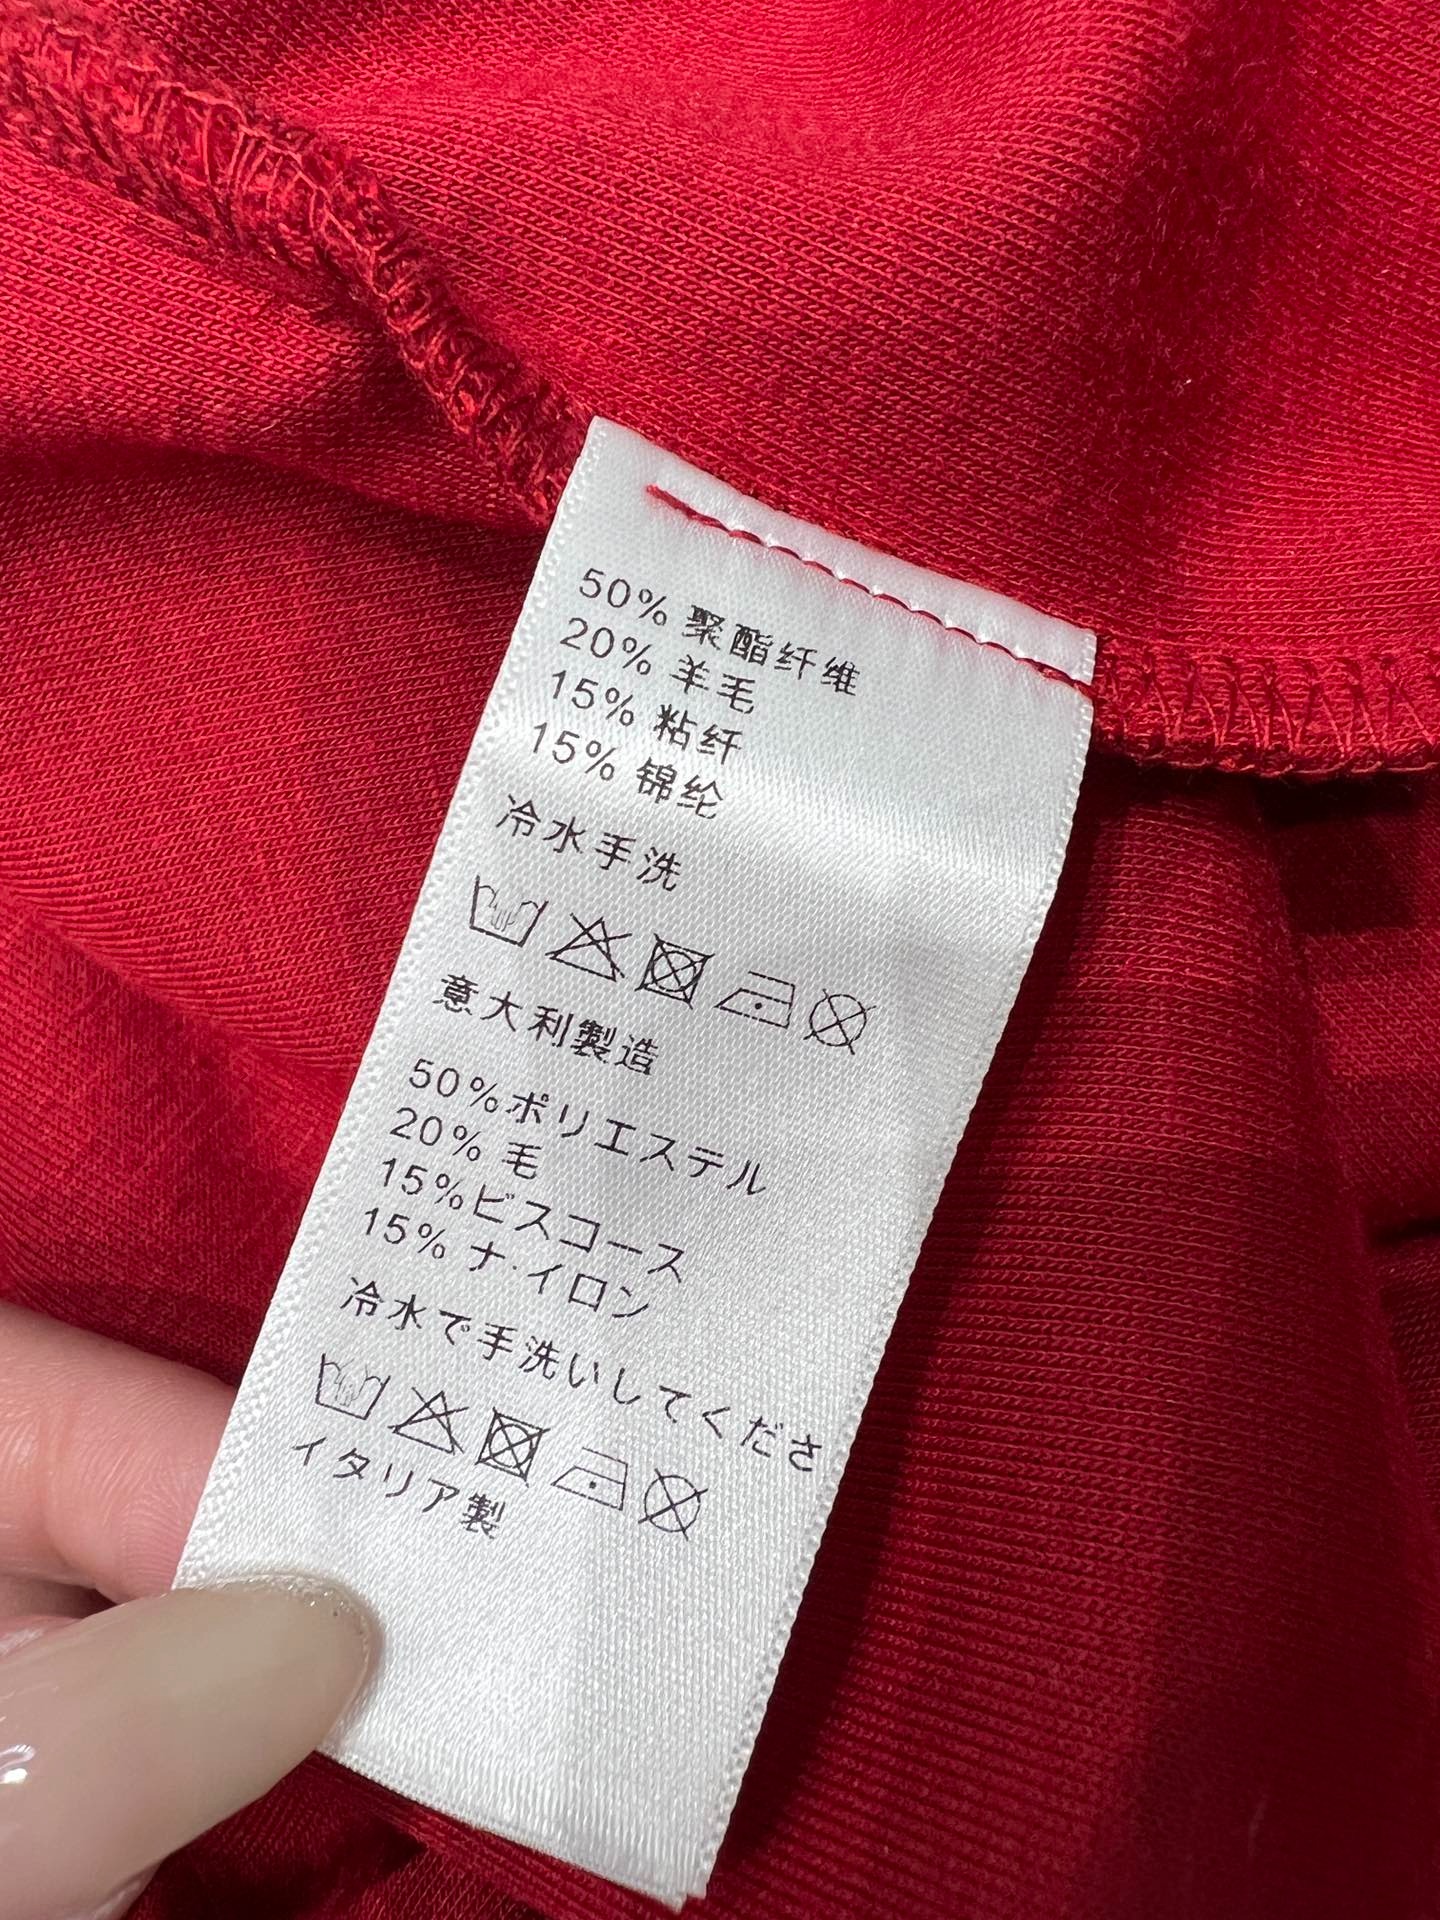 50% 聚酯纤维
20% 羊毛
15% 粘纤
15% 锦纶
冷水手洗
意大利製造
50%ポリエステル
20% 毛
15%ビスコース
15% ナ·イロン
冷水で手洗いしてくださ
イタリア製